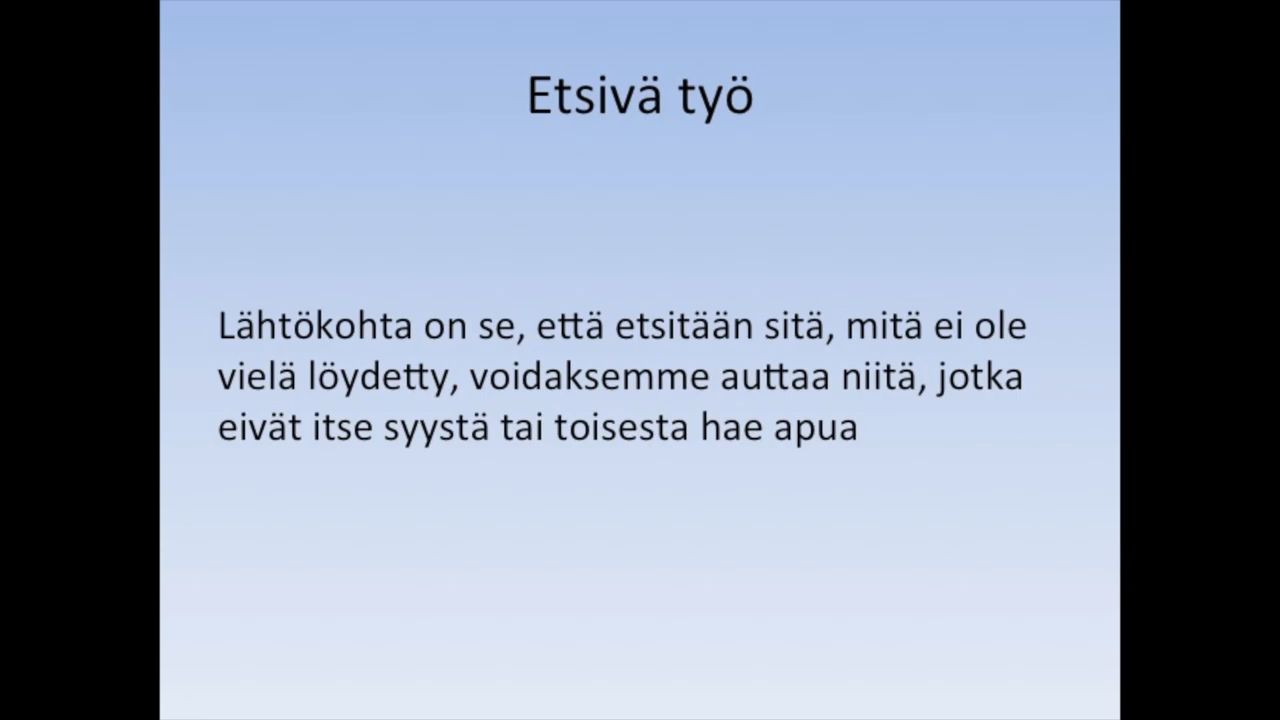 Etsivä työ
Lähtökohta on se, että etsitään sitä, mitä ei ole
vielä löydetty, voidaksemme auttaa niitä, jotka
eivät itse syystä tai toisesta hae apua